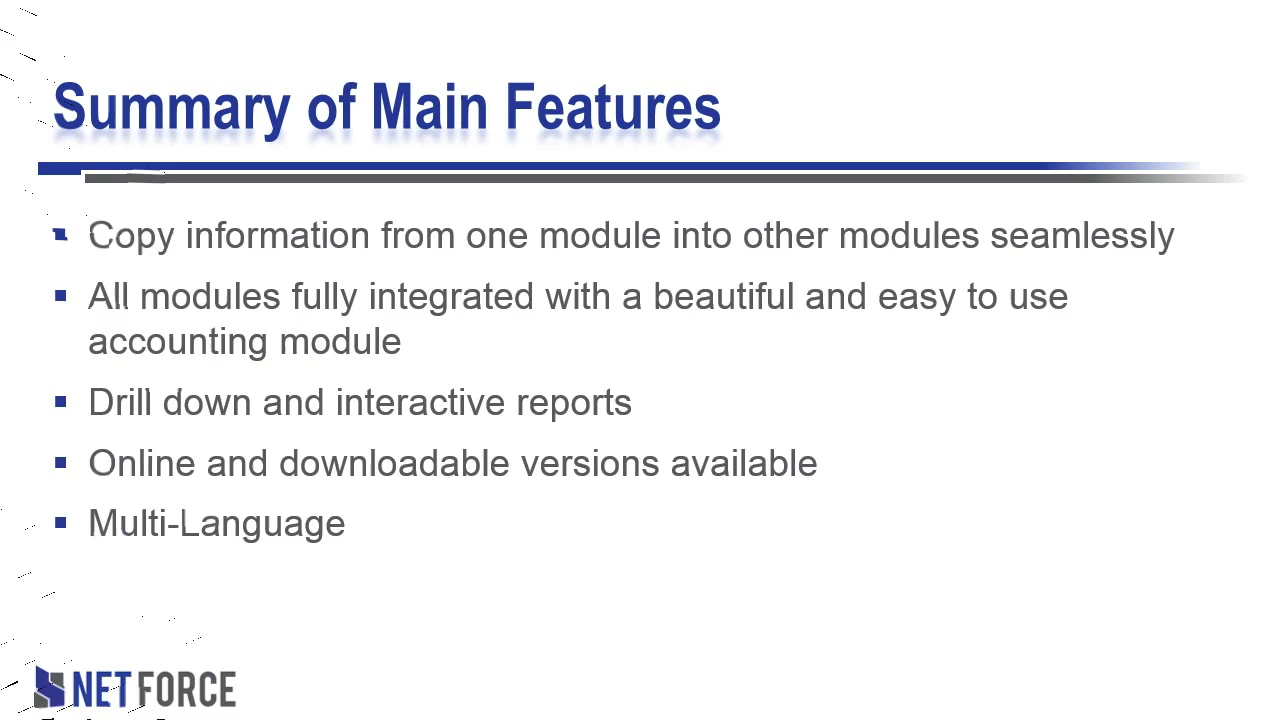 Summary of Main Features
▪ Copy information from one module into other modules seamlessly
▪ All modules fully integrated with a beautiful and easy to use
accounting module
▪ Drill down and interactive reports
▪ Online and downloadable versions available
▪ Multi-Language
NETFORCE